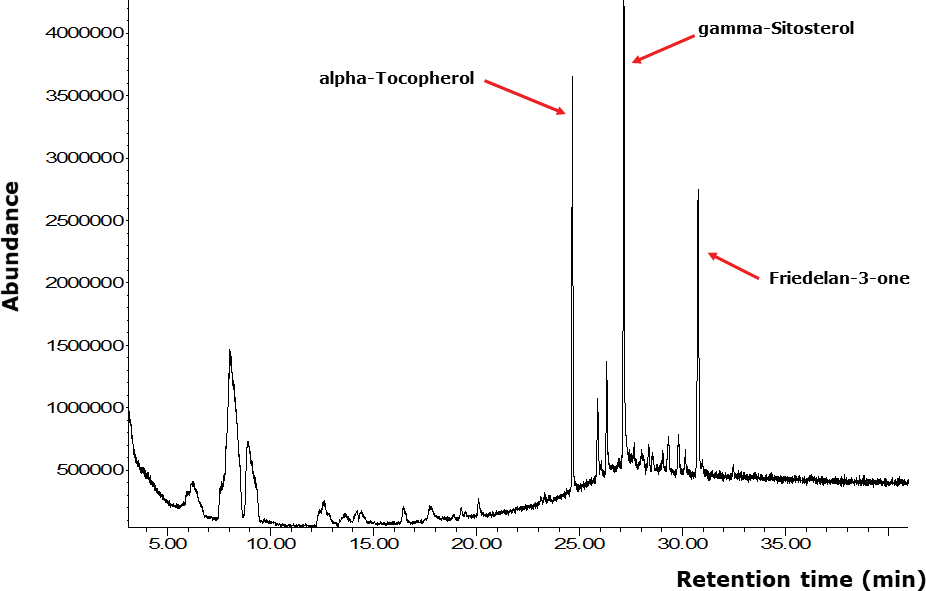 4000000
gamma-Sitosterol
alpha-Tocopherol
3500000
3000000
2500000
Abundance
Friedelan-3-one
2000000
1500000
1000000
500000
5.00 10.00 15.00 20.00 25.00 30.00 35.00
Retention time (min)